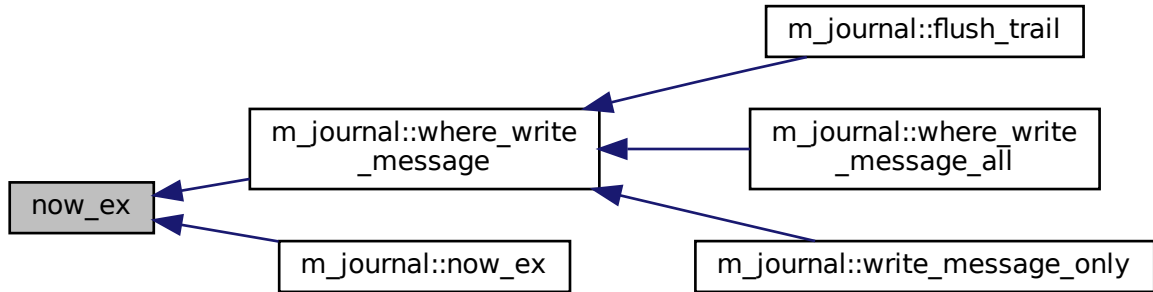 m_journal::flush_trail
m_journal::where_write
_message
m_journal::where_write
_message_all
now_ex
m_journal::now_ex
m_journal::write_message_only